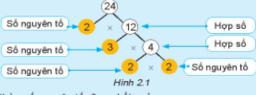 24
Số nguyên tố 2 × 12 Hợp số
Số nguyên tố 3 × 4 Hợp số
Số nguyên tố 2 × 2 Số nguyên tố
Hình 2.1